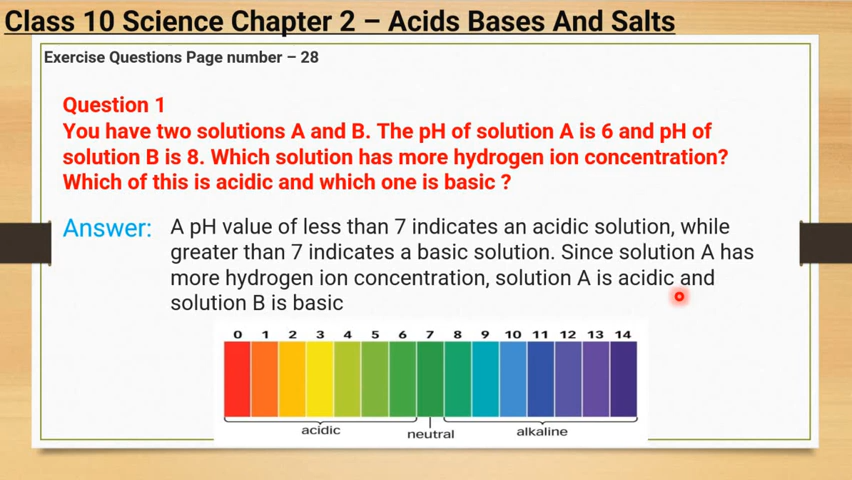 Class 10 Science Chapter 2 – Acids Bases And Salts
Exercise Questions Page number – 28
Question 1
You have two solutions A and B. The pH of solution A is 6 and pH of
solution B is 8. Which solution has more hydrogen ion concentration?
Which of this is acidic and which one is basic ?
Answer: A pH value of less than 7 indicates an acidic solution, while
greater than 7 indicates a basic solution. Since solution A has
more hydrogen ion concentration, solution A is acidic and
solution B is basic
0 1 2 3 4 5 6 7 8 9 10 11 12 13 14
acidic neutral alkaline